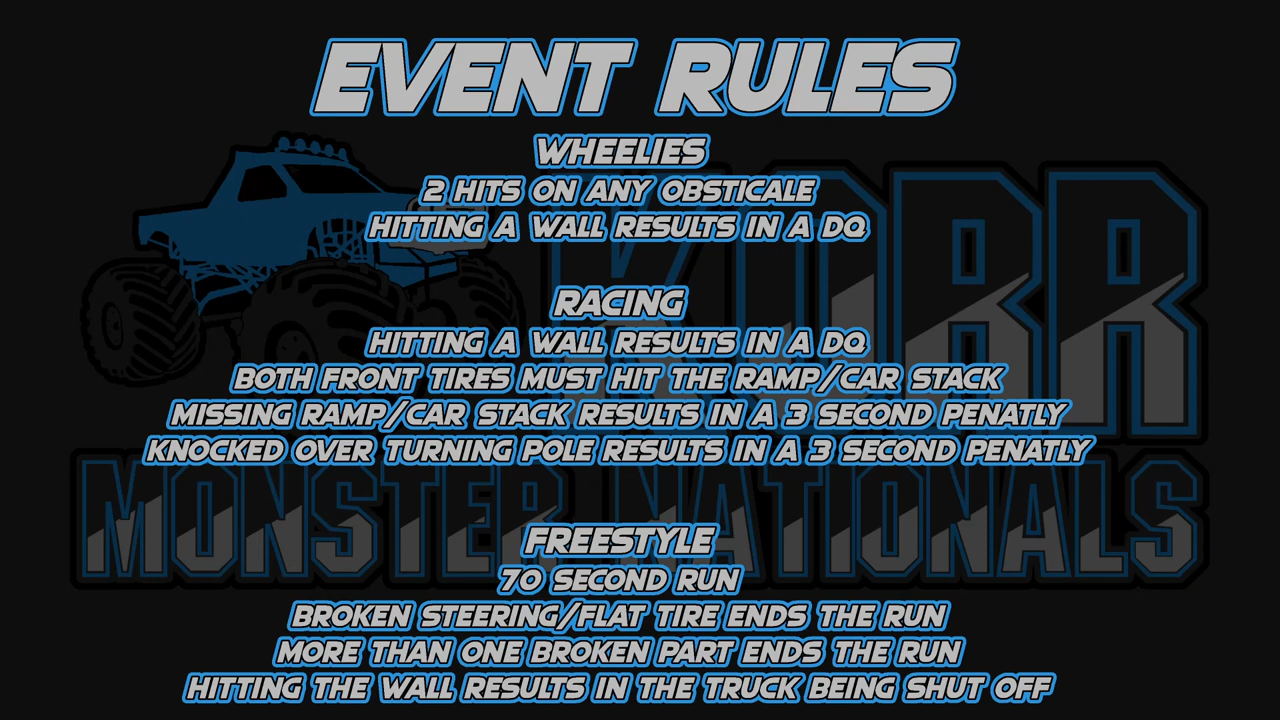 EVENT RULES
WHEELIES
2 HITS ON ANY OBSTICALE
HITTING A WALL RESULTS IN A DQ
RACING
HITTING A WALL RESULTS IN A DQ
BOTH FRONT TIRES MUST HIT THE RAMP/CAR STACK
MISSING RAMP/CAR STACK RESULTS IN A 3 SECOND PENATLY
KNOCKED OVER TURNING POLE RESULTS IN A 3 SECOND PENATLY
MONSTER NATIONALS
FREESTYLE
70 SECOND RUN
BROKEN STEERING/FLAT TIRE ENDS THE RUN
MORE THAN ONE BROKEN PART ENDS THE RUN
HITTING THE WALL RESULTS IN THE TRUCK BEING SHUT OFF